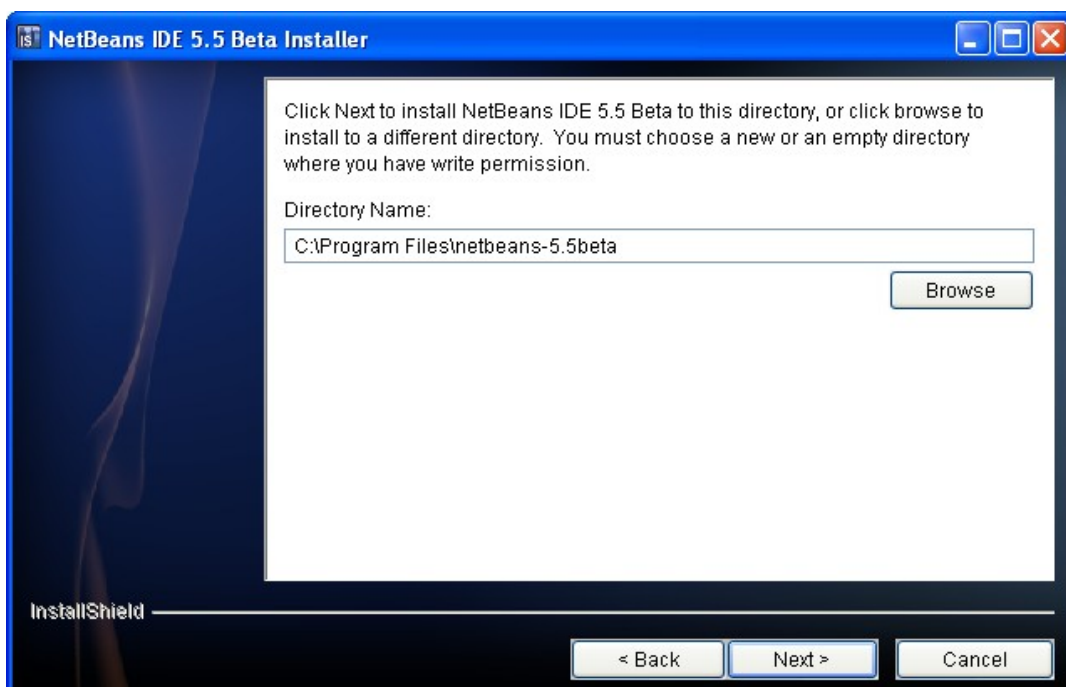 NetBeans IDE 5.5 Beta Installer
Click Next to install NetBeans IDE 5.5 Beta to this directory, or click browse to
install to a different directory.  You must choose a new or an empty directory
where you have write permission.
Directory Name:
C:\Program Files\netbeans-5.5beta
Browse
InstallShield
< Back
Next >
Cancel